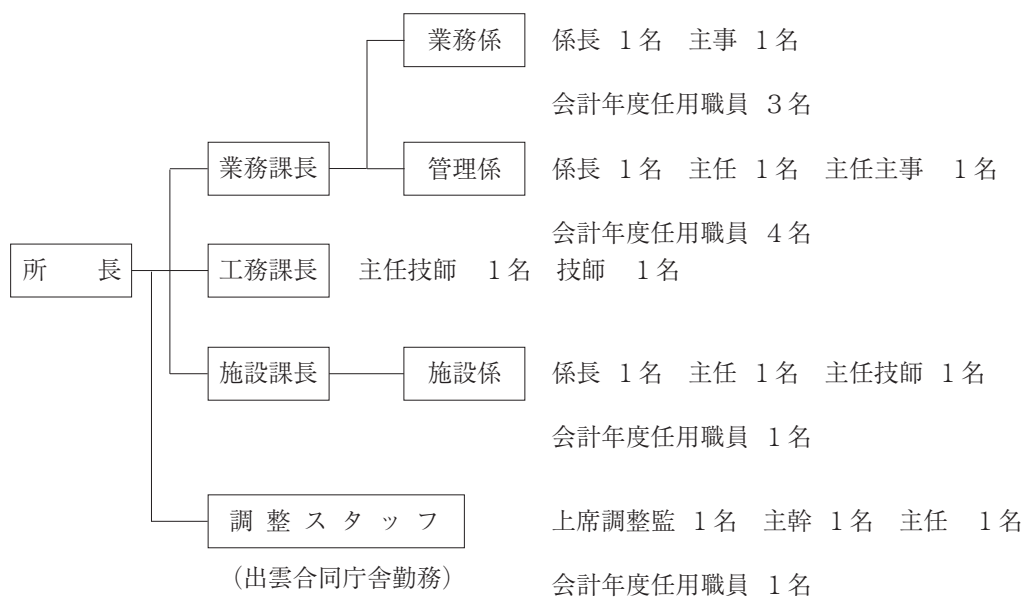 業務係 係長 1名 主事 1名
会計年度任用職員 3名
業務課長 管理係 係長 1名 主任 1名 主任主事 1名
会計年度任用職員 4名
所 長 工務課長 主任技師 1名 技師 1名
施設課長 施設係 係長 1名 主任 1名 主任技師 1名
会計年度任用職員 1名
調整スタッフ 上席調整監 1名 主幹 1名 主任 1名
(出雲合同庁舎勤務) 会計年度任用職員 1名